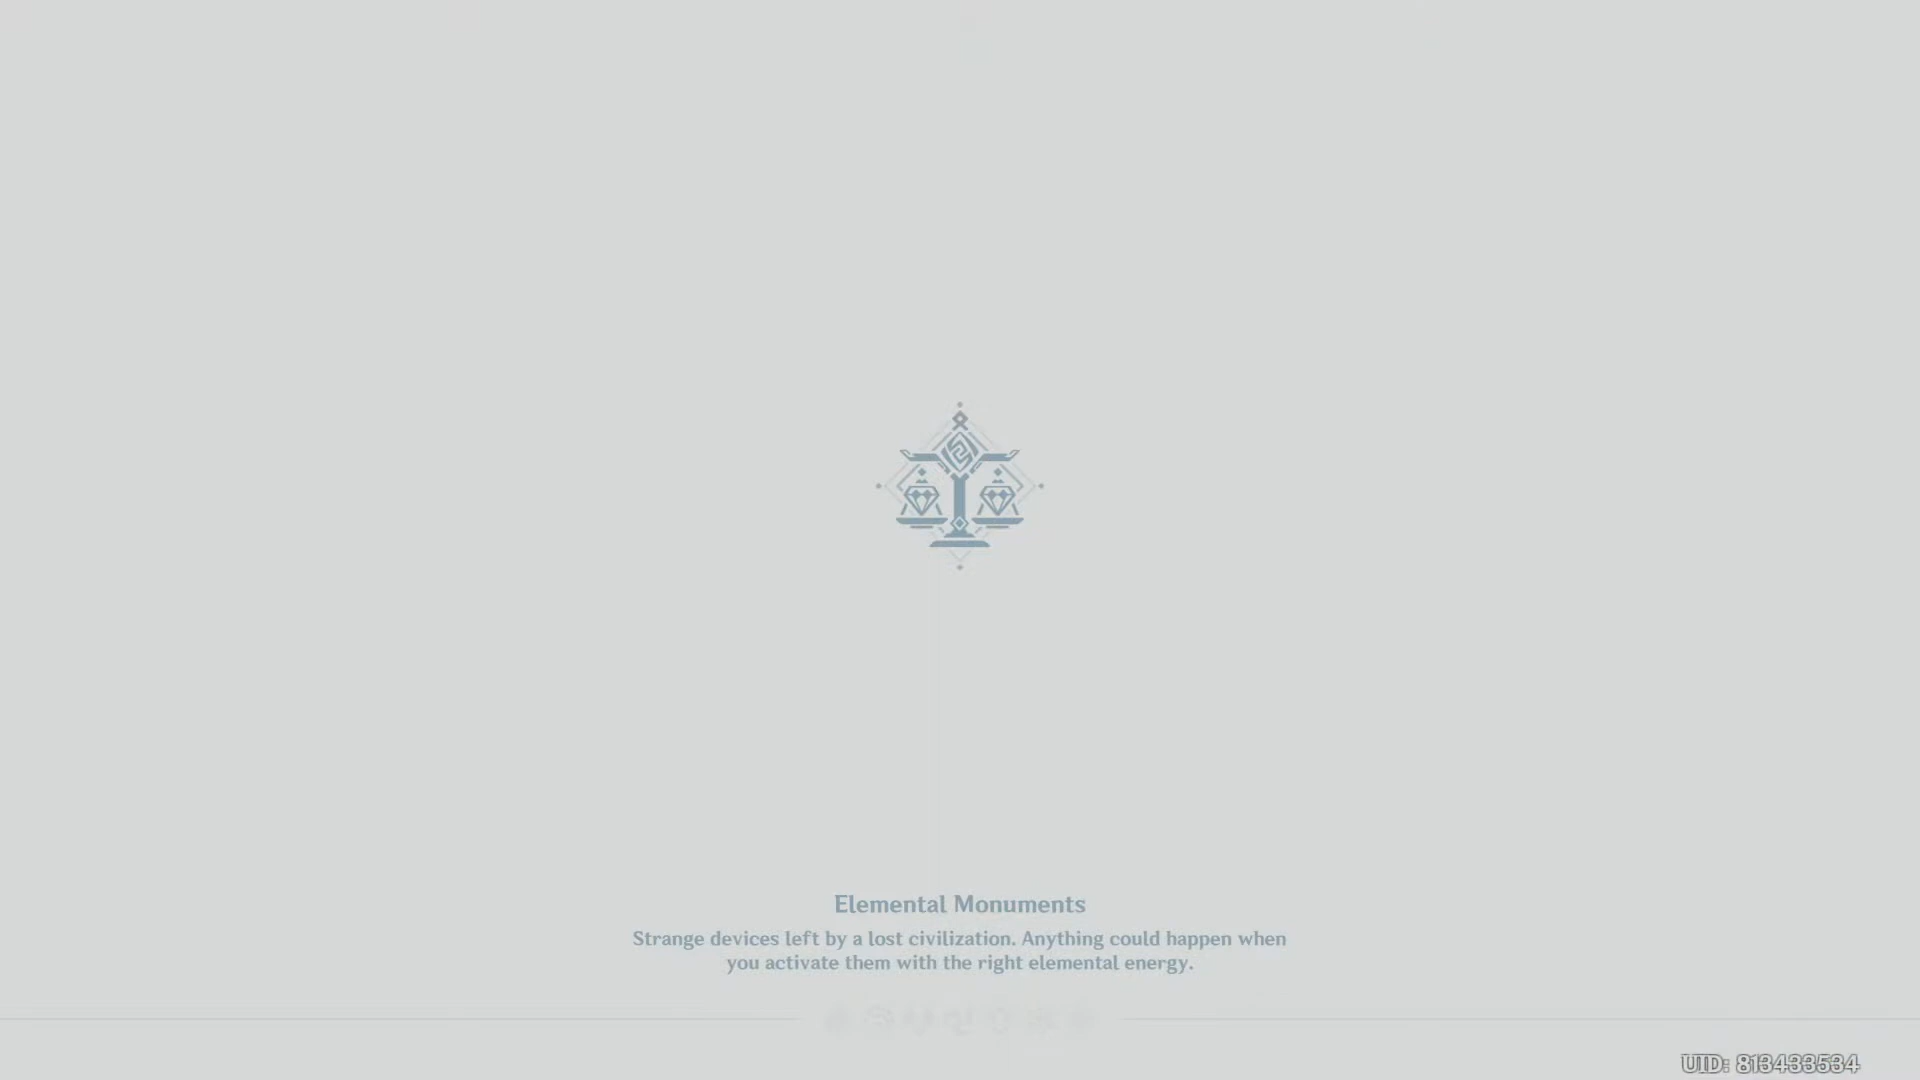 Elemental Monuments
Strange devices left by a lost civilization. Anything could happen when
you activate them with the right elemental energy.
UID: 813433534